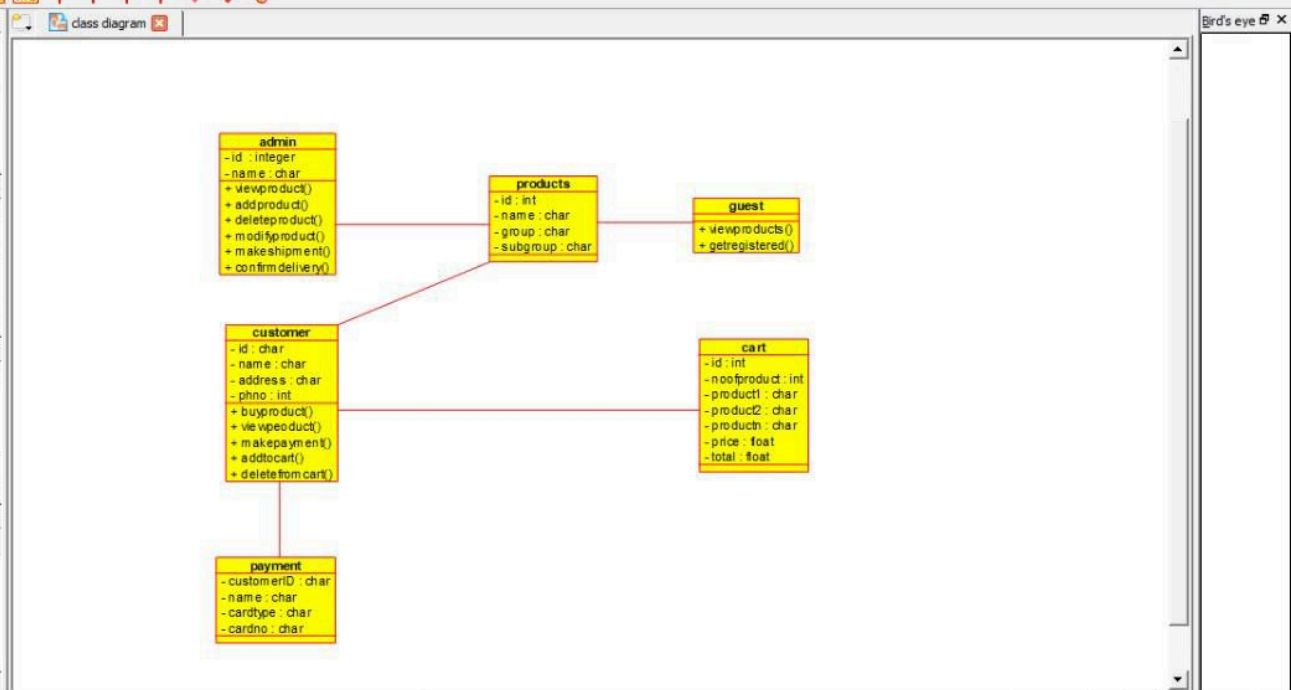 class diagram
Bird's eye
admin
- id : integer
- name : char
+ viewproduct()
+ addproduct()
+ deleteproduct()
+ modifyproduct()
+ makeshipment()
+ confirmdelivery()
products
- id : int
- name : char
- group : char
- subgroup : char
guest
+ viewproducts()
+ getregistered()
customer
- id : char
- name : char
- address : char
- phno : int
+ buyproduct()
+ viewpeoduct()
+ makepayment()
+ addtocart()
+ deletefromcart()
cart
- id : int
- noofproduct : int
- product1 : char
- product2 : char
- productn : char
- price : float
- total : float
payment
- customerID : char
- name : char
- cardtype : char
- cardno : char